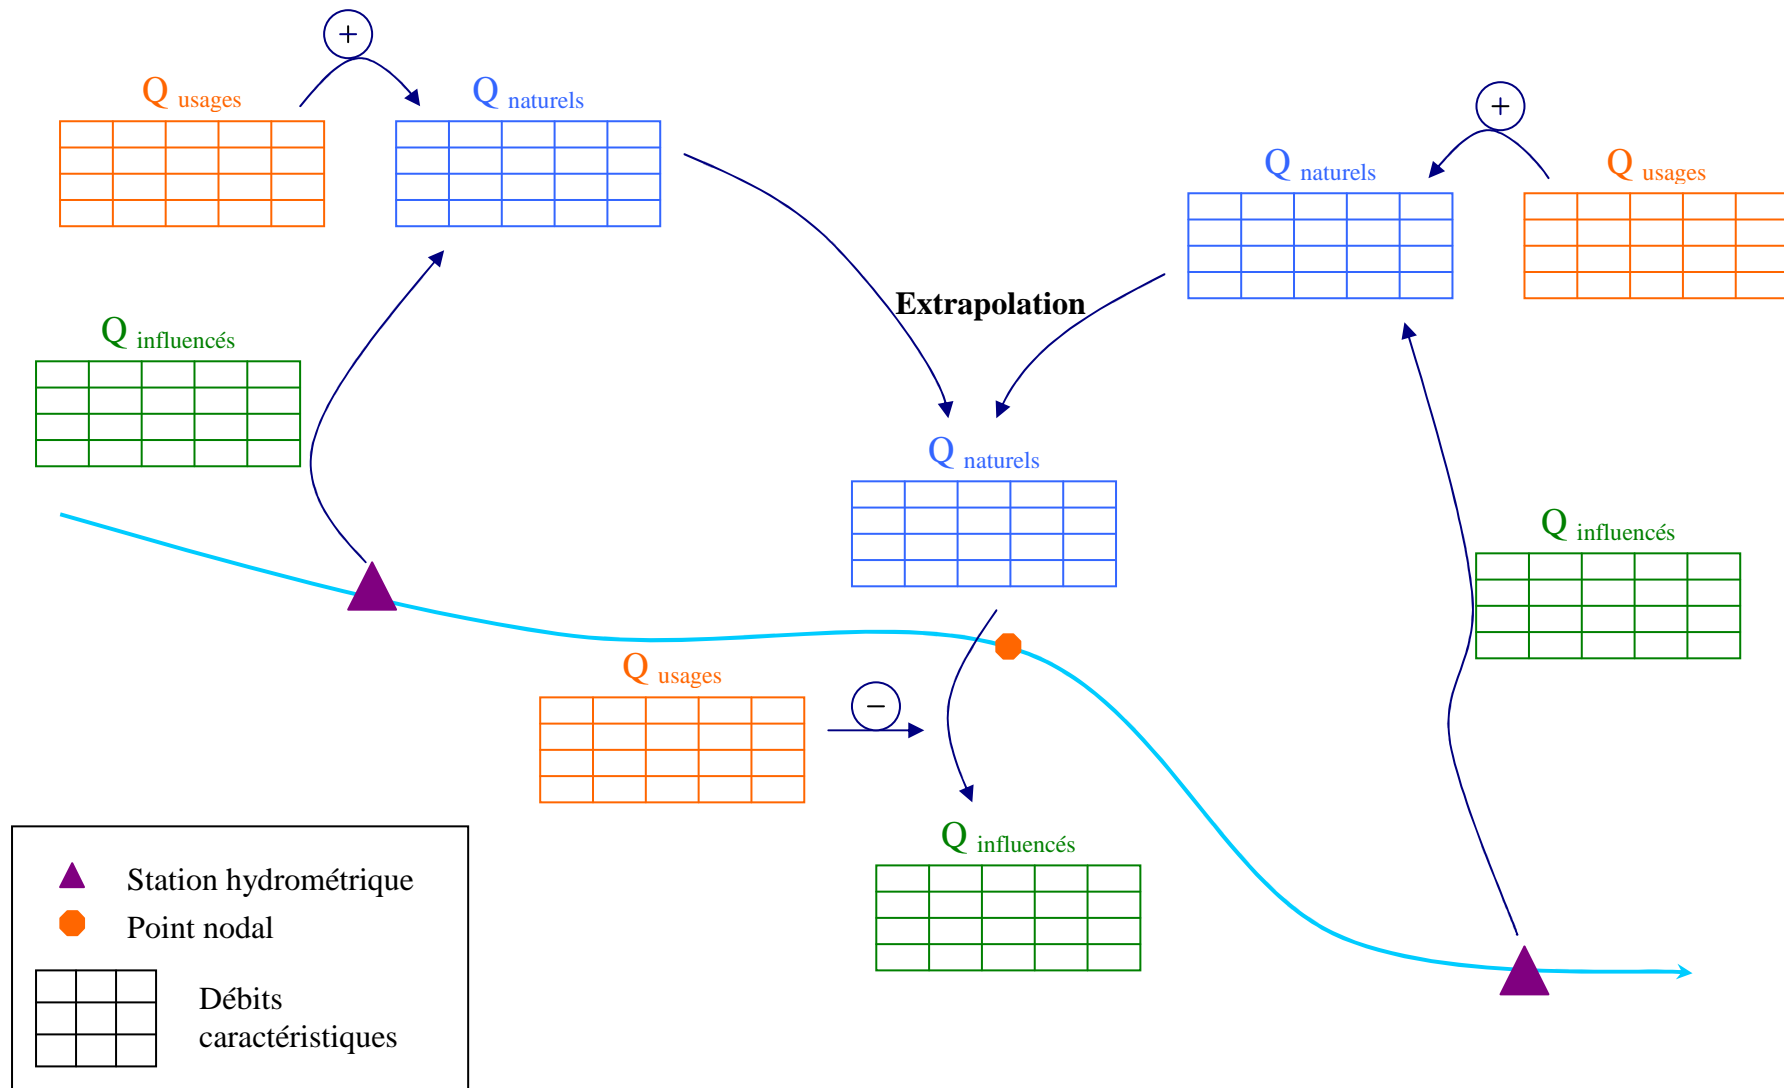 +
Q usages
Q naturels
+
Q naturels
Q usages
Extrapolation
Q influencés
Q naturels
Q influencés
Q usages
−
Q influencés
Station hydrométrique
Point nodal
Débits
caractéristiques